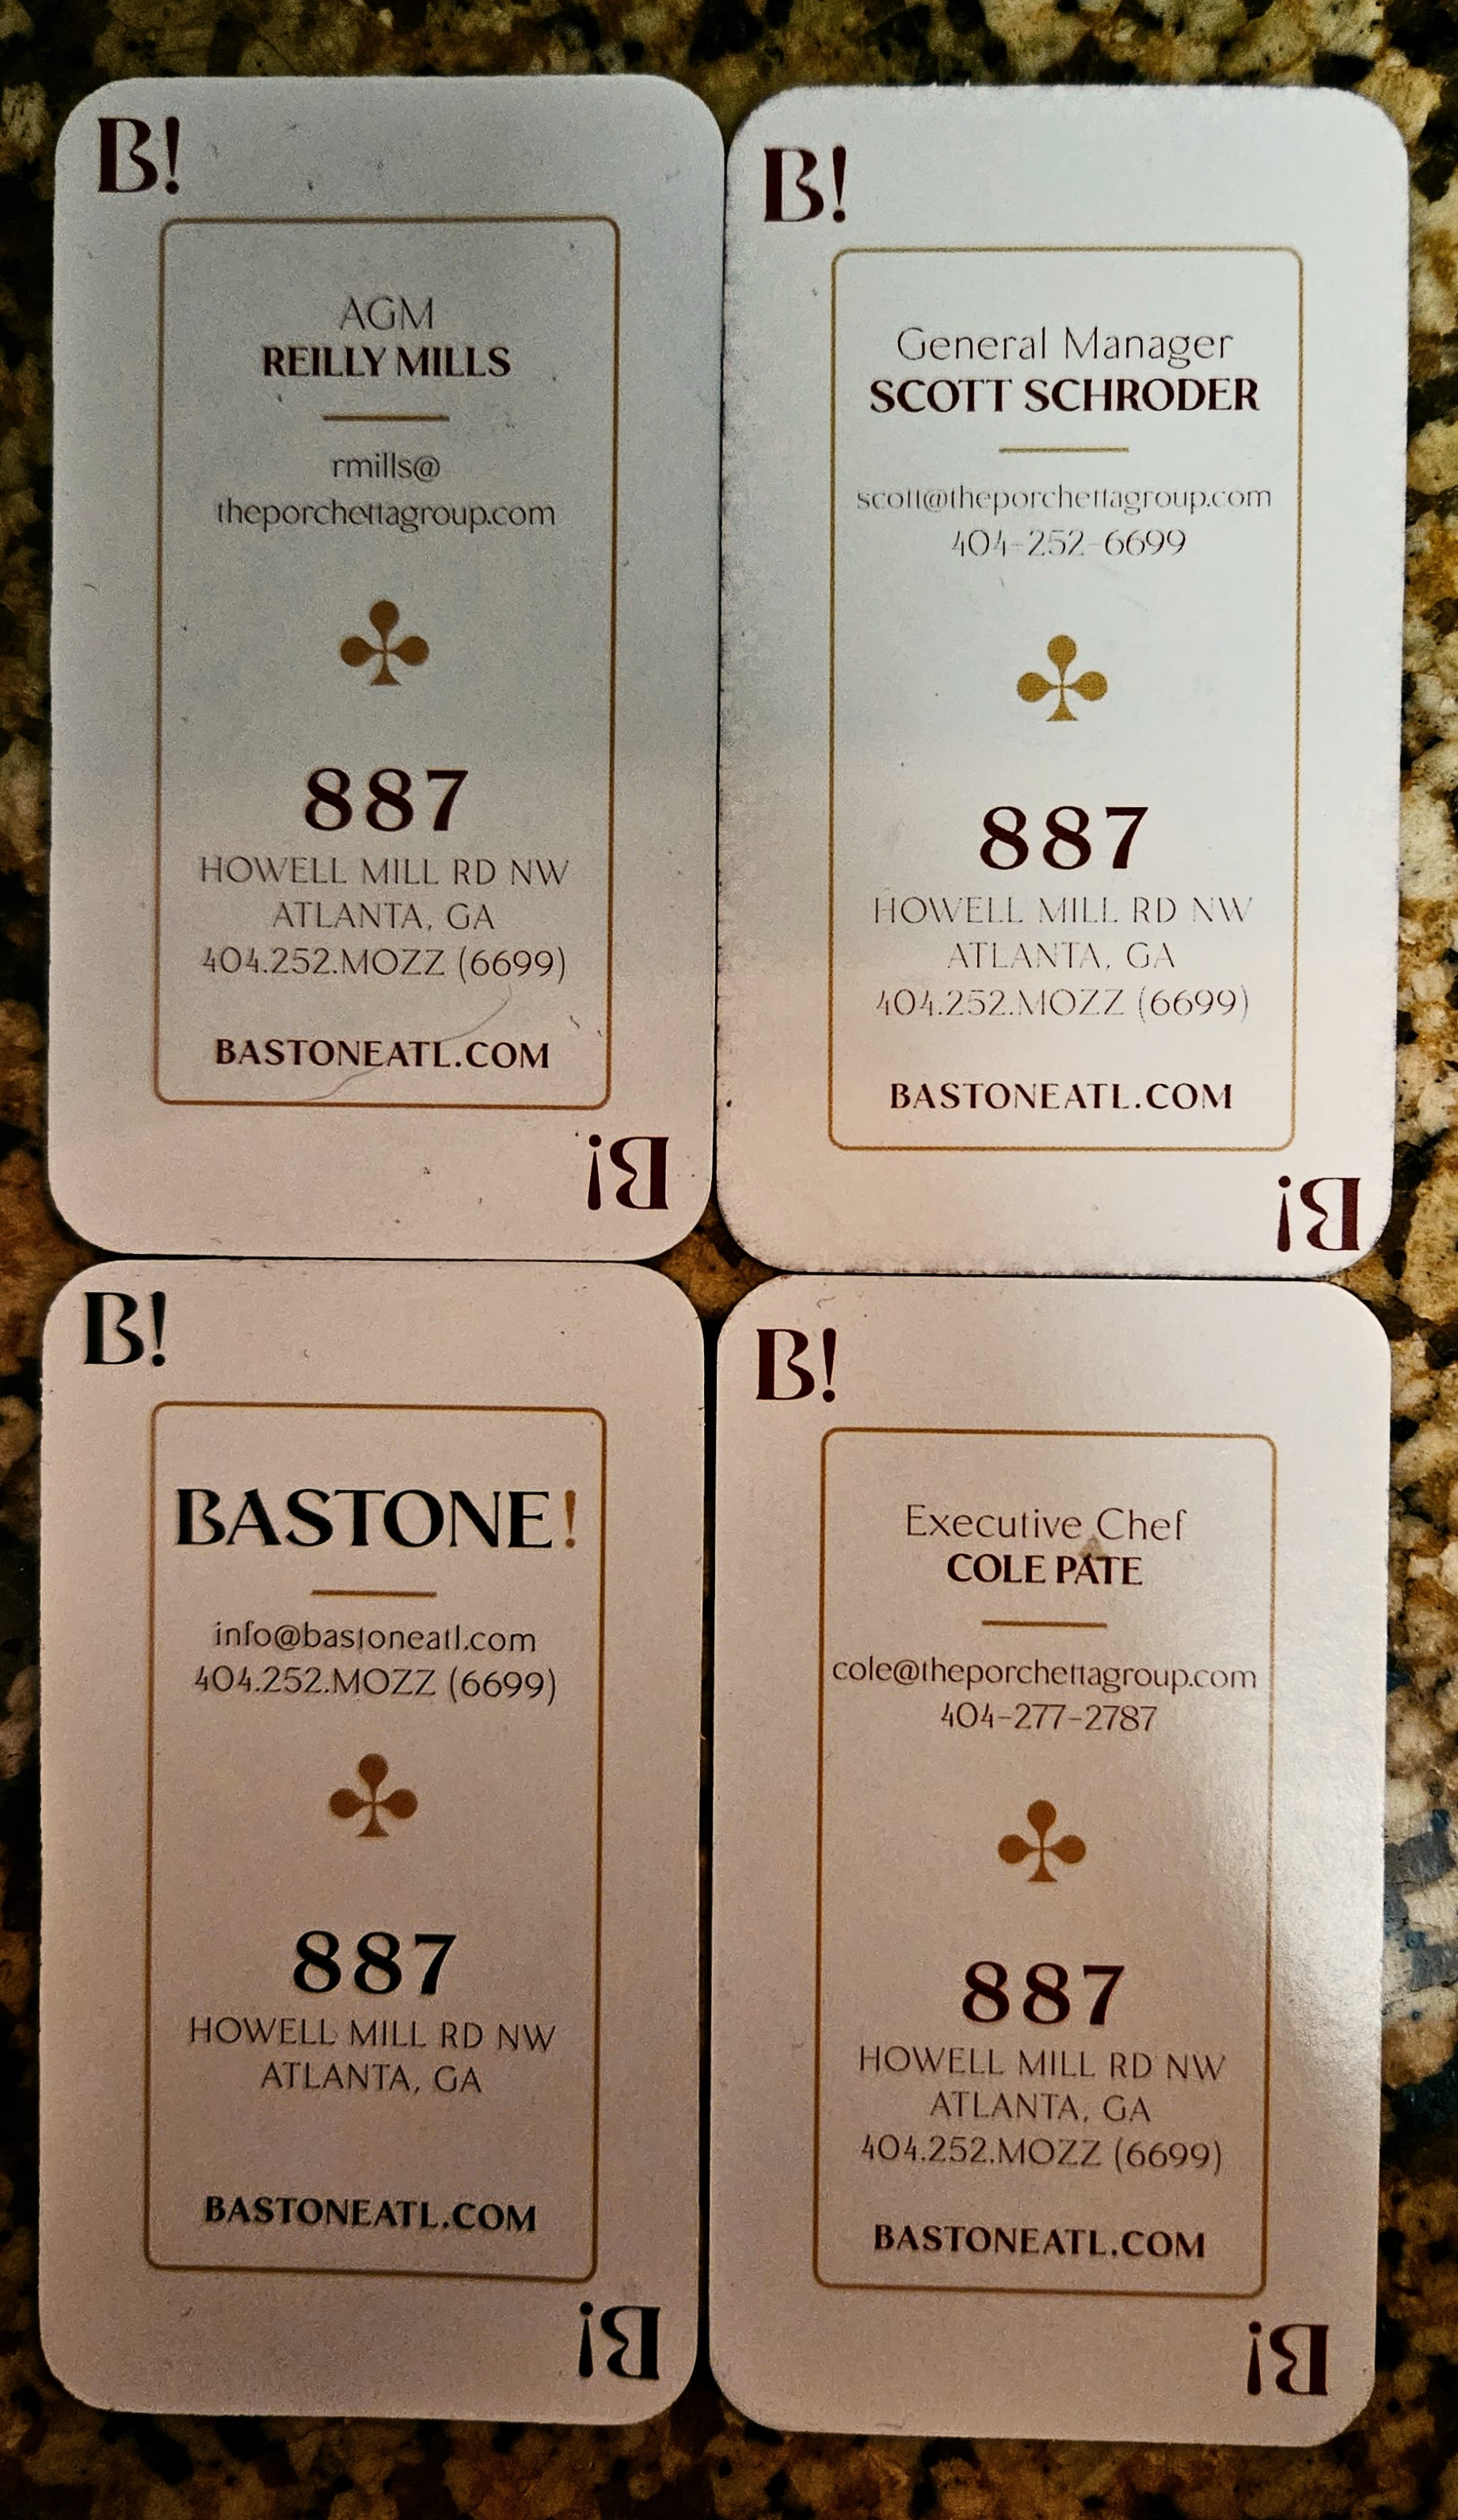 B!
AGM
REILLY MILLS
rmills@
theporchettagroup.com
887
HOWELL MILL RD NW
ATLANTA, GA
404.252.MOZZ (6699)
BASTONEATL.COM
B!
B!
General Manager
SCOTT SCHRODER
scott@theporchettagroup.com
404-252-6699
887
HOWELL MILL RD NW
ATLANTA, GA
404.252.MOZZ (6699)
BASTONEATL.COM
B!
B!
BASTONE!
info@bastoneatl.com
404.252.MOZZ (6699)
887
HOWELL MILL RD NW
ATLANTA, GA
BASTONEATL.COM
B!
B!
Executive Chef
COLE PATE
cole@theporchettagroup.com
404-277-2787
887
HOWELL MILL RD NW
ATLANTA, GA
404.252.MOZZ (6699)
BASTONEATL.COM
B!